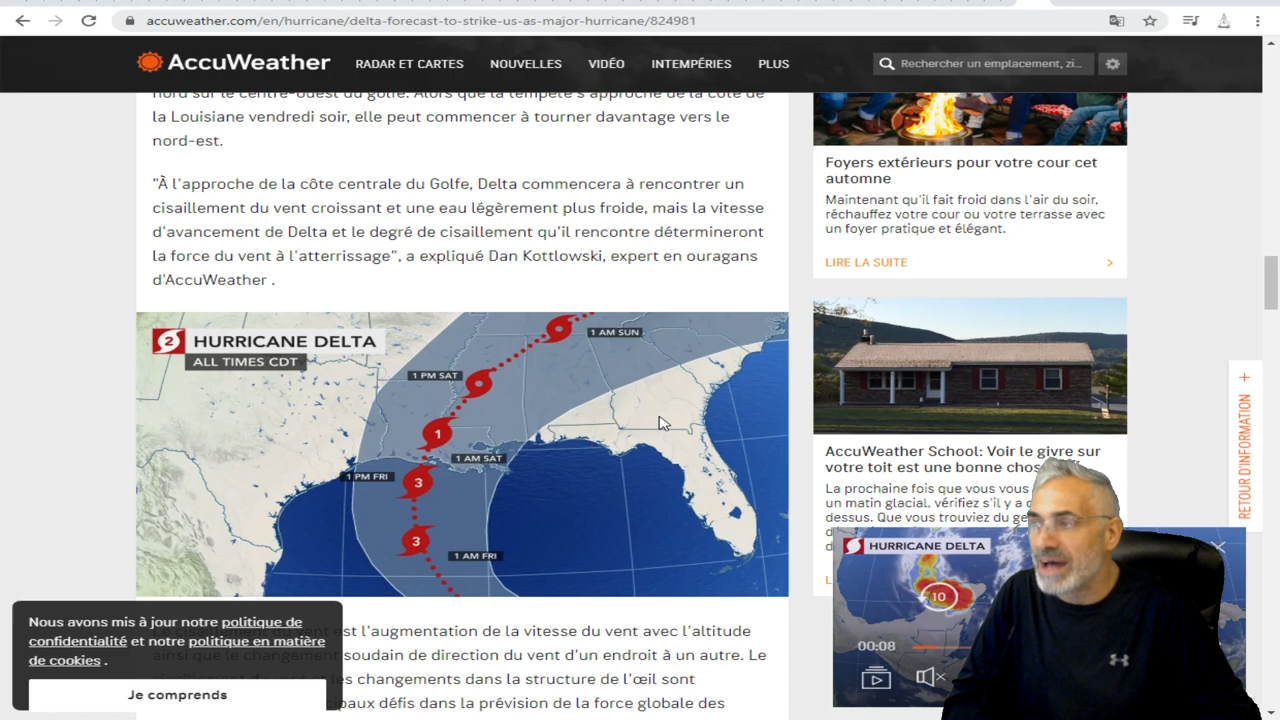 accuweather.com/en/hurricane/delta-forecast-to-strike-us-as-major-hurricane/824981
AccuWeather
RADAR ET CARTES
NOUVELLES
VIDÉO
INTEMPÉRIES
PLUS
Rechercher un emplacement, zi...
nord sur le centre-ouest du golfe. Alors que la tempête s'approche de la côte de
la Louisiane vendredi soir, elle peut commencer à tourner davantage vers le
nord-est.
"À l'approche de la côte centrale du Golfe, Delta commencera à rencontrer un
cisaillement du vent croissant et une eau légèrement plus froide, mais la vitesse
d'avancement de Delta et le degré de cisaillement qu'il rencontre détermineront
la force du vent à l'atterrissage", a expliqué Dan Kottlowski, expert en ouragans
d'AccuWeather .
2 HURRICANE DELTA
ALL TIMES CDT
1 AM SUN
1 PM SAT
1
1 AM SAT
1 PM FRI
3
3
1 AM FRI
est l'augmentation de la vitesse du vent avec l'altitude
ainsi que le changement soudain de direction du vent d'un endroit à un autre. Le
les changements dans la structure de l'œil sont
défis dans la prévision de la force globale des
Foyers extérieurs pour votre cour cet
automne
Maintenant qu'il fait froid dans l'air du soir,
réchauffez votre cour ou votre terrasse avec
un foyer pratique et élégant.
LIRE LA SUITE >
AccuWeather School: Voir le givre sur
votre toit est une bonne
La prochaine fois que vous
un matin glacial, vérifiez s'il y a
dessus. Que vous trouviez du
HURRICANE DELTA
10
00:08
RETOUR D'INFORMATION +
Nous avons mis à jour notre politique de
confidentialité et notre politique en matière
de cookies .
Je comprends